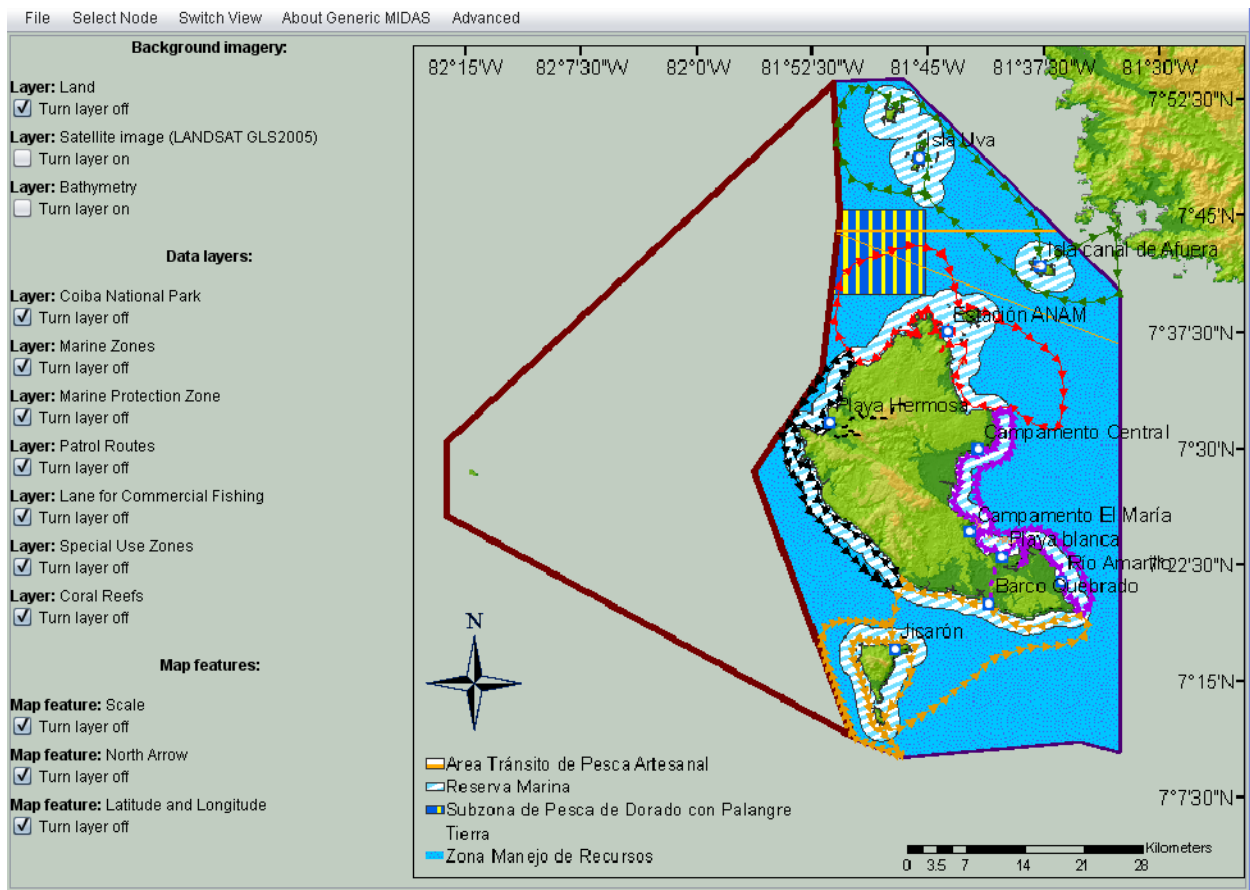 File Select Node Switch View About Generic MIDAS Advanced
Background imagery:
Layer: Land
Turn layer off
Layer: Satellite image (LANDSAT GLS2005)
Turn layer on
Layer: Bathymetry
Turn layer on
Data layers:
Layer: Coiba National Park
Turn layer off
Layer: Marine Zones
Turn layer off
Layer: Marine Protection Zone
Turn layer off
Layer: Patrol Routes
Turn layer off
Layer: Lane for Commercial Fishing
Turn layer off
Layer: Special Use Zones
Turn layer off
Layer: Coral Reefs
Turn layer off
Map features:
Map feature: Scale
Turn layer off
Map feature: North Arrow
Turn layer off
Map feature: Latitude and Longitude
Turn layer off
82°15'W 82°7'30"W 82°0'W 81°52'30"W 81°45'W 81°37'30"W 81°30'W
7°52'30"N
Isla Uva
7°45'N
Isla canal de Afuera
Estación ANAM
7°37'30"N
Playa Hermosa
Campamento Central
7°30'N
Campamento El María
Playa blanca
Río Amarillo
7°22'30"N
Barco Quebrado
Jicarón
N
7°15'N
7°7'30"N
Area Tránsito de Pesca Artesanal
Reserva Marina
Subzona de Pesca de Dorado con Palangre
Tierra
Zona Manejo de Recursos
Kilometers
0 3.5 7 14 21 28